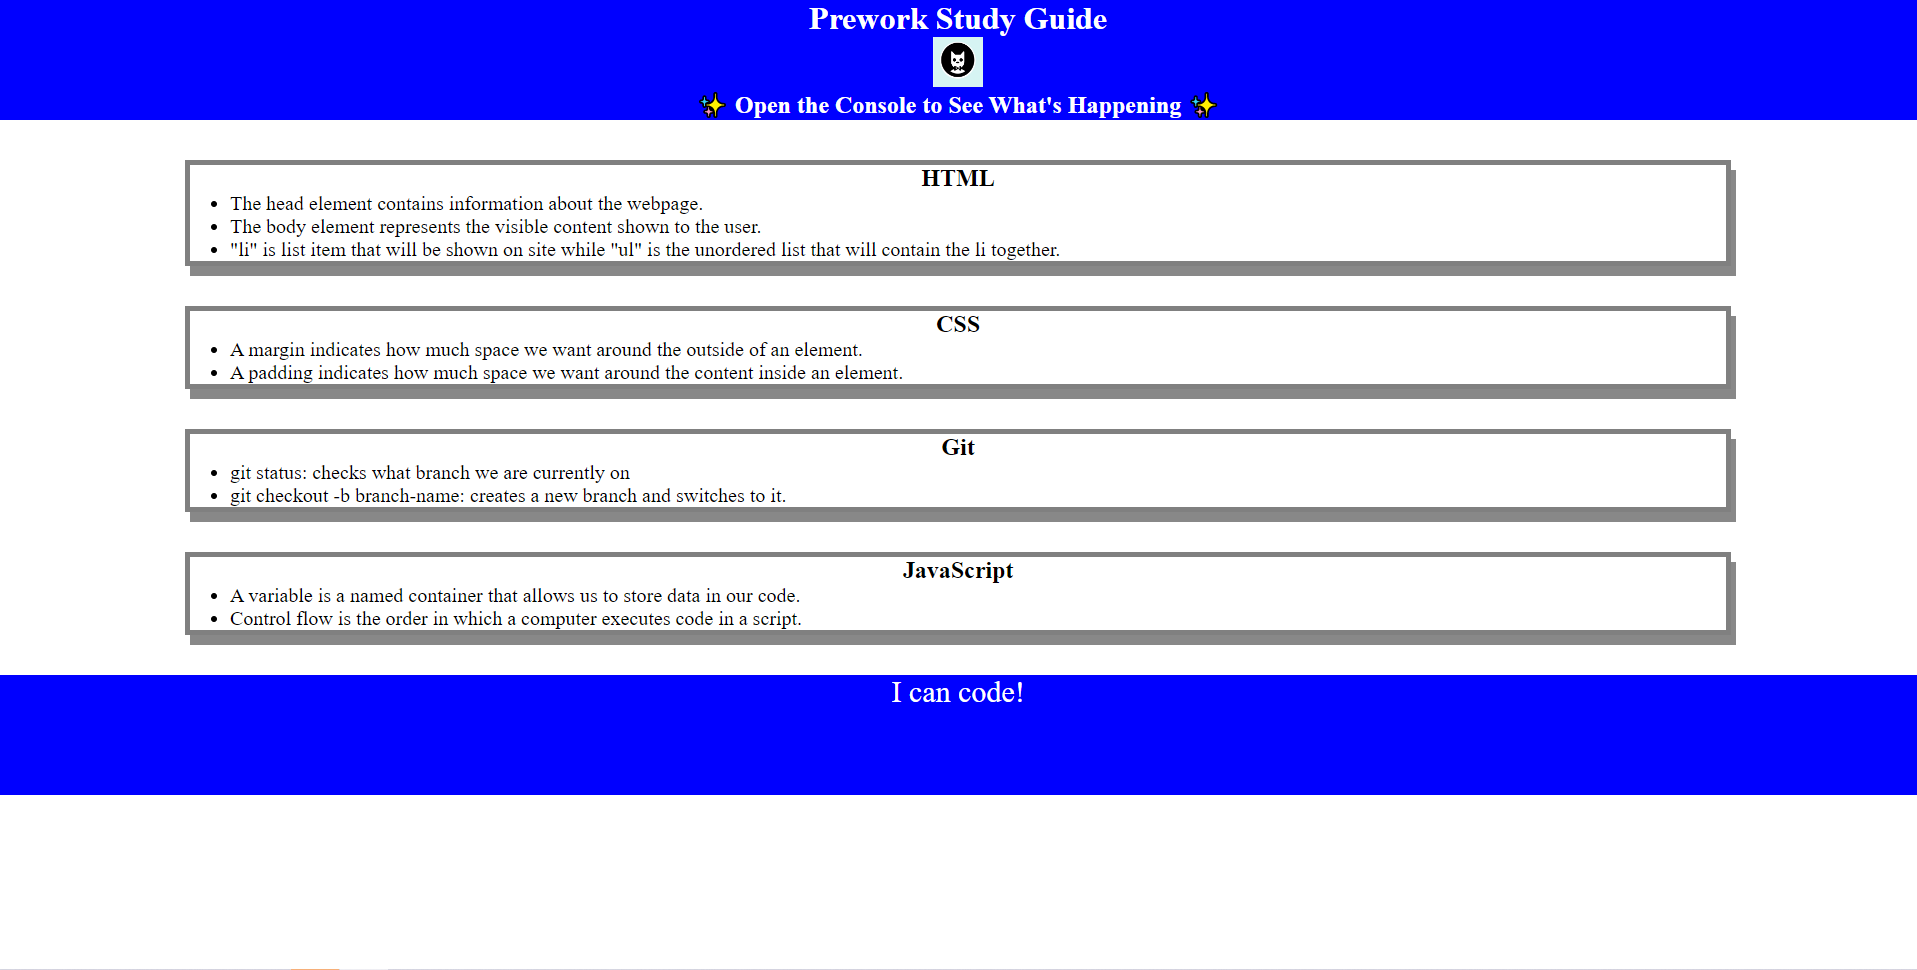 Prework Study Guide
✨ Open the Console to See What's Happening ✨
HTML
• The head element contains information about the webpage.
• The body element represents the visible content shown to the user.
• "li" is list item that will be shown on site while "ul" is the unordered list that will contain the li together.
CSS
• A margin indicates how much space we want around the outside of an element.
• A padding indicates how much space we want around the content inside an element.
Git
• git status: checks what branch we are currently on
• git checkout -b branch-name: creates a new branch and switches to it.
JavaScript
• A variable is a named container that allows us to store data in our code.
• Control flow is the order in which a computer executes code in a script.
I can code!